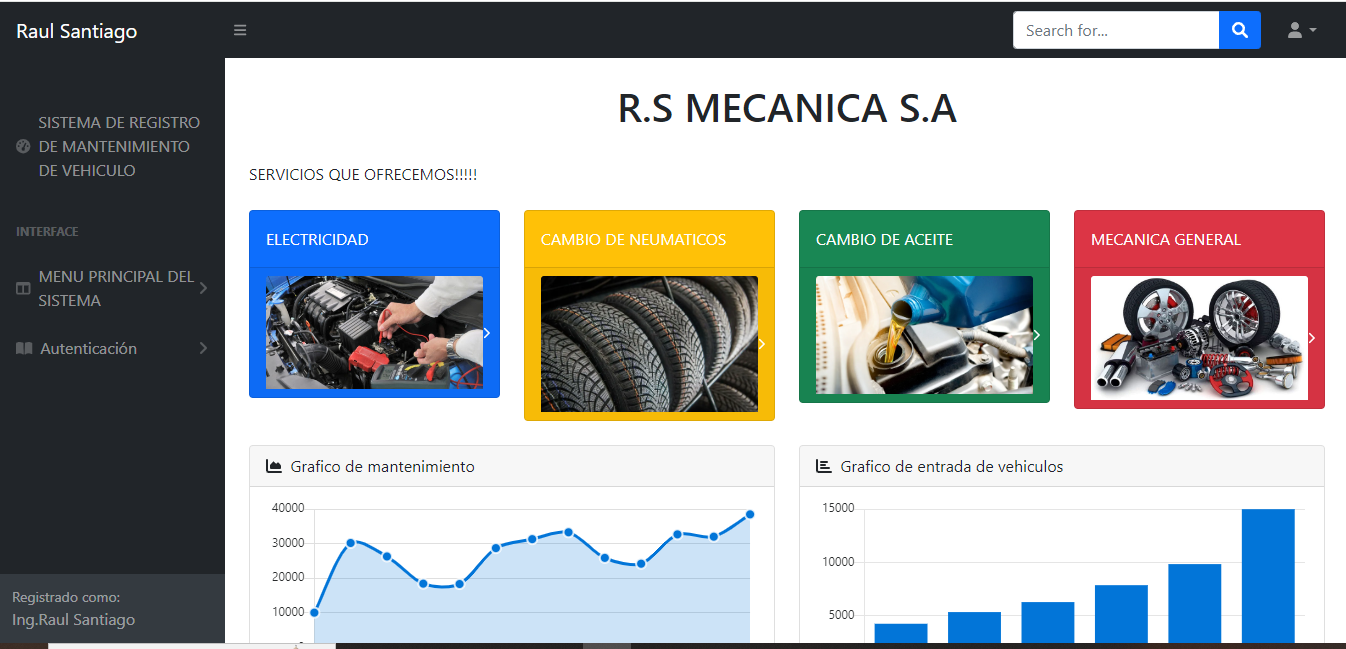 Raul Santiago
Search for...
SISTEMA DE REGISTRO
DE MANTENIMIENTO
DE VEHICULO
INTERFACE
MENU PRINCIPAL DEL
SISTEMA
Autenticación
Registrado como:
Ing.Raul Santiago
R.S MECANICA S.A
SERVICIOS QUE OFRECEMOS!!!!!
ELECTRICIDAD
CAMBIO DE NEUMATICOS
CAMBIO DE ACEITE
MECANICA GENERAL
Grafico de mantenimiento
40000
30000
20000
10000
Grafico de entrada de vehiculos
15000
10000
5000